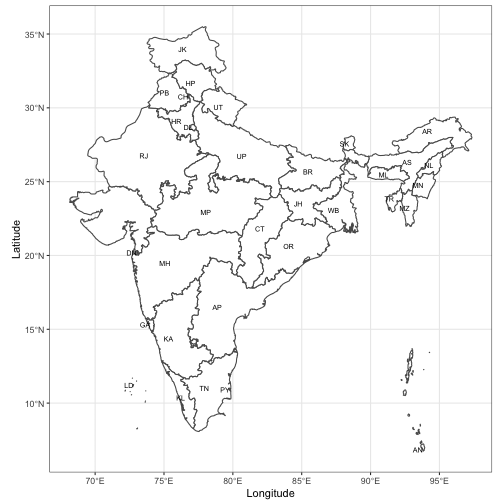 35°N
JK
HP
PB
CH
30°N
UT
HR
DL
AR
SK
RJ
UP
AS
NL
BR
ML
25°N
MN
TR
JH
MZ
MP
WB
CT
OR
20°N
DN
MH
AP
15°N
GA
KA
LD
TN
PY
10°N
KL
AN
70°E 75°E 80°E 85°E 90°E 95°E
Longitude
Latitude